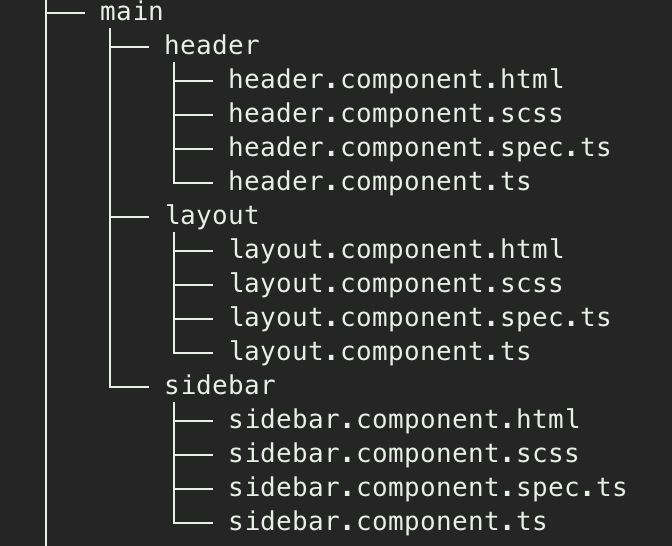 main
header
header.component.html
header.component.scss
header.component.spec.ts
header.component.ts
layout
layout.component.html
layout.component.scss
layout.component.spec.ts
layout.component.ts
sidebar
sidebar.component.html
sidebar.component.scss
sidebar.component.spec.ts
sidebar.component.ts